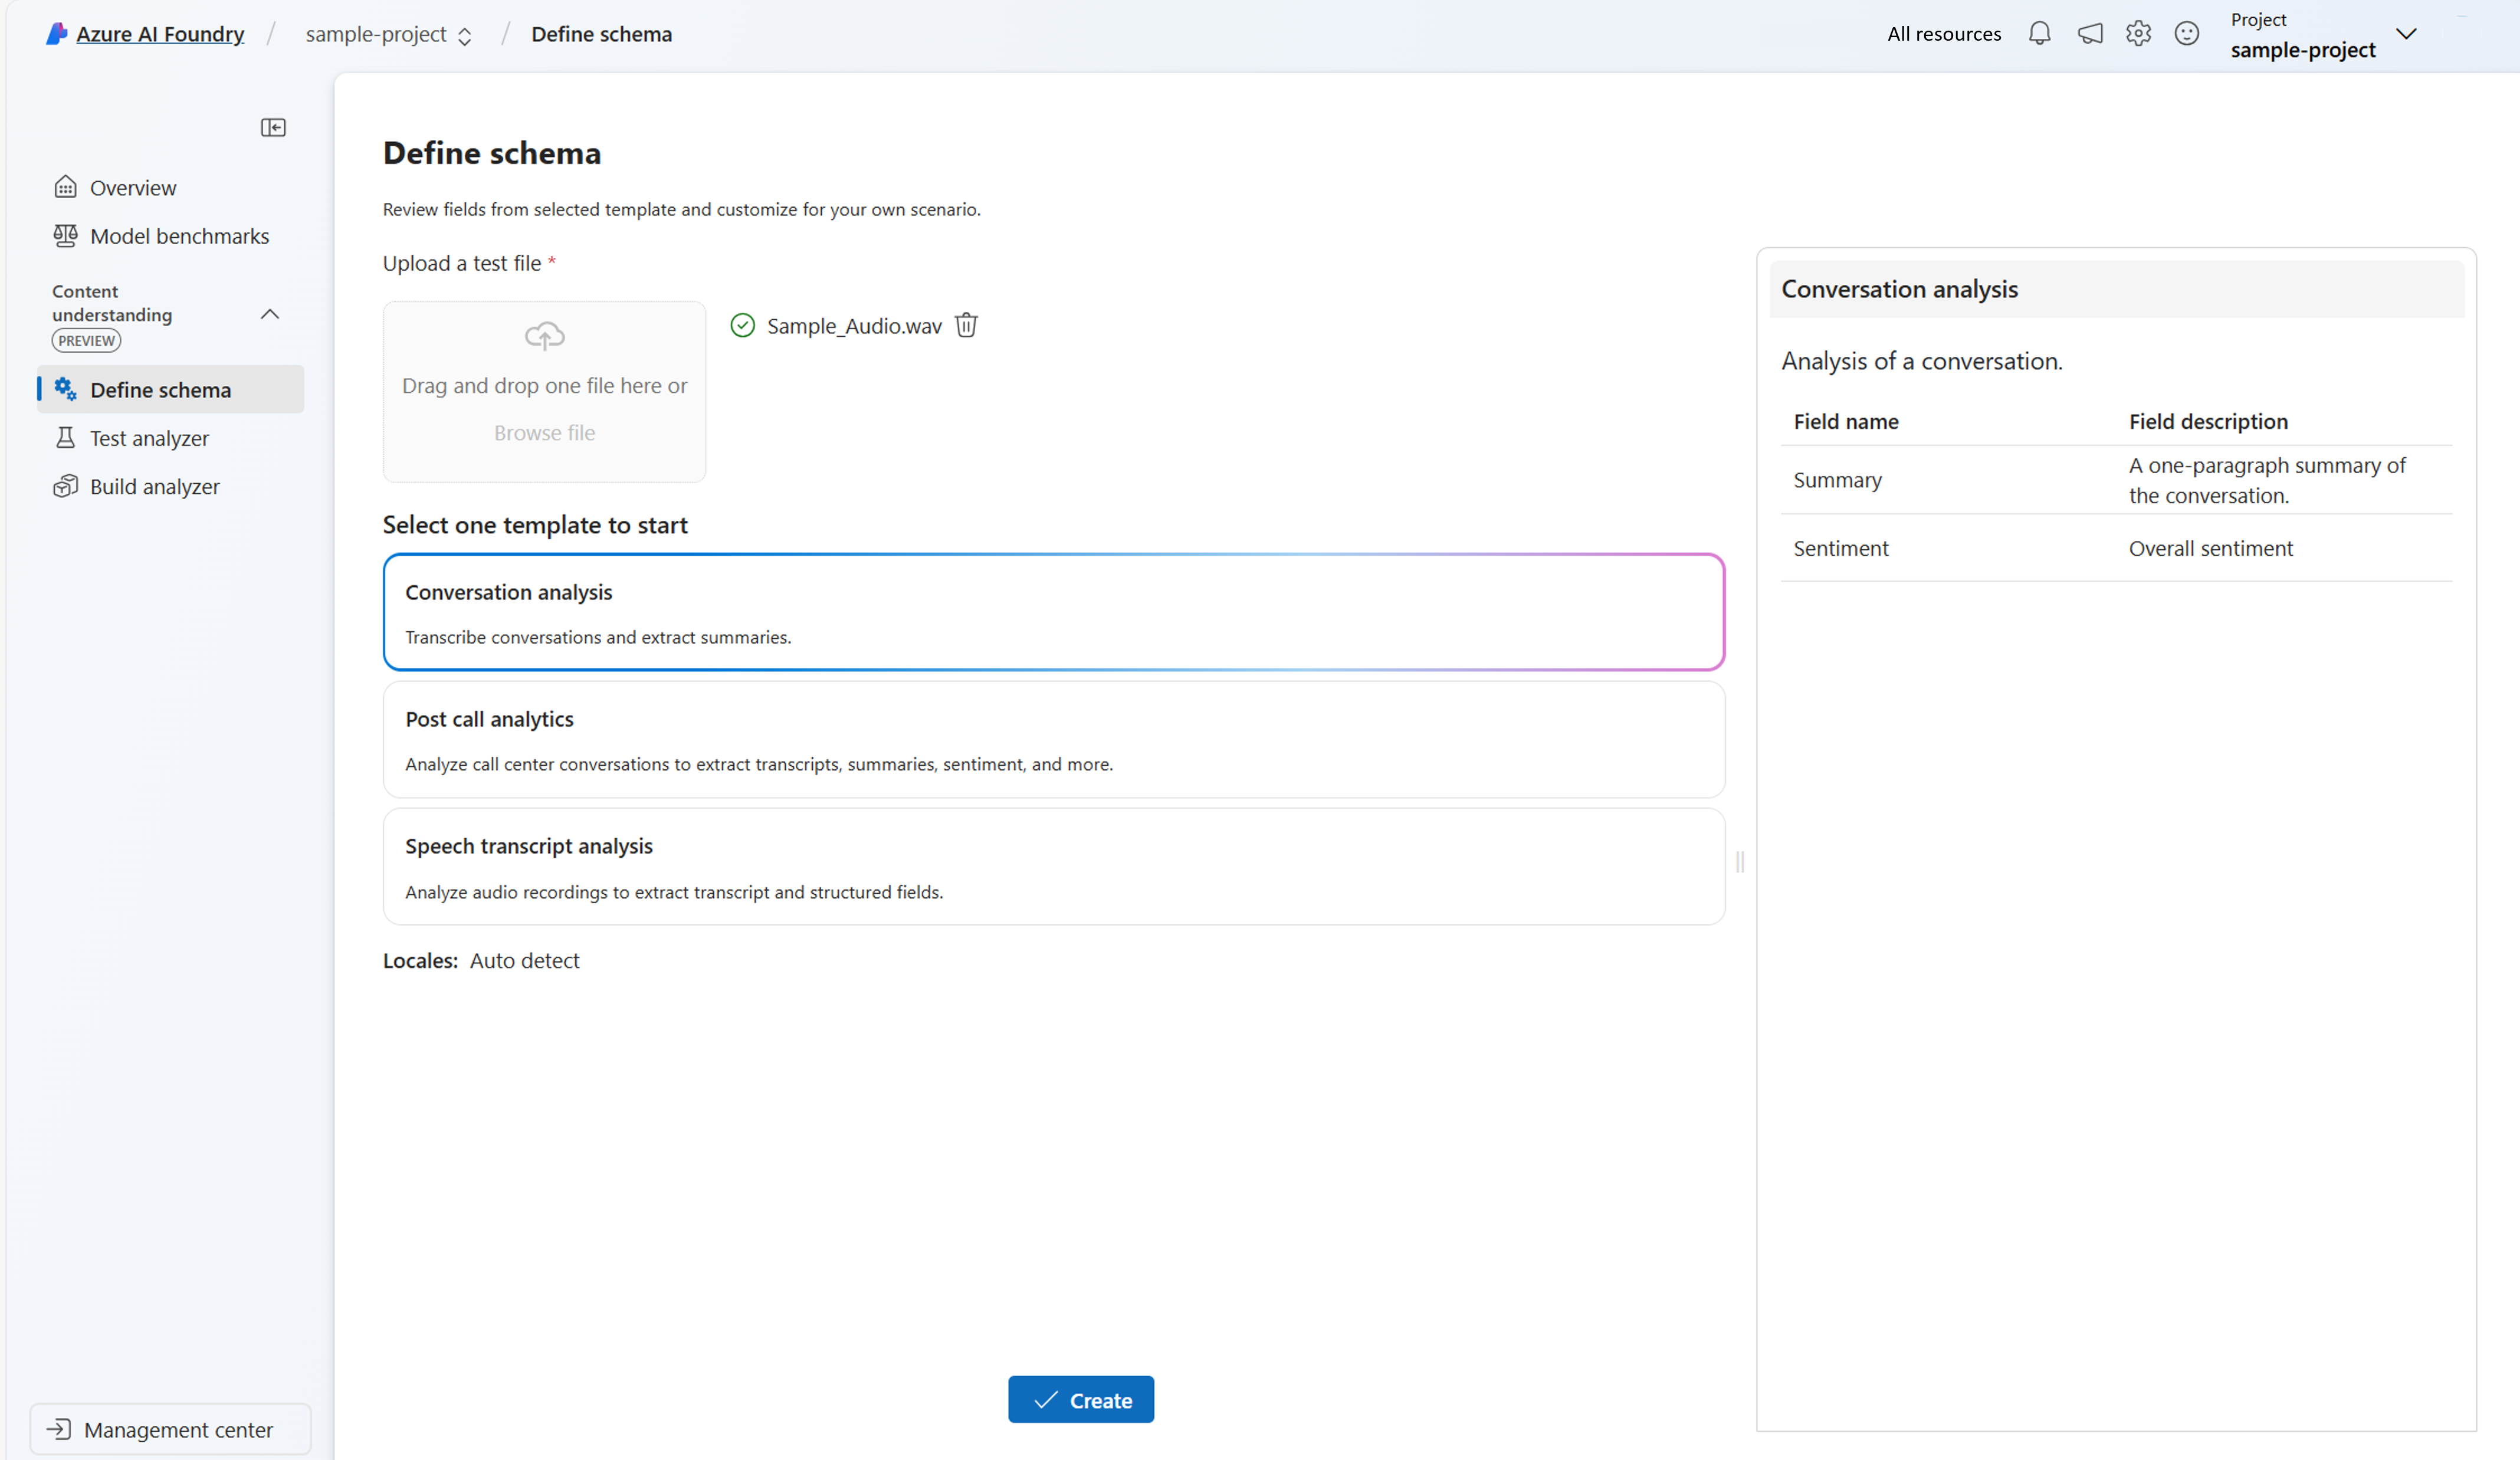 Azure AI Foundry / sample-project / Define schema
All resources
Project
sample-project
Overview
Model benchmarks
Content
understanding
PREVIEW
Define schema
Test analyzer
Build analyzer
Management center
Define schema
Review fields from selected template and customize for your own scenario.
Upload a test file *
Drag and drop one file here or
Browse file
Sample_Audio.wav
Select one template to start
Conversation analysis
Transcribe conversations and extract summaries.
Post call analytics
Analyze call center conversations to extract transcripts, summaries, sentiment, and more.
Speech transcript analysis
Analyze audio recordings to extract transcript and structured fields.
Locales: Auto detect
Create
Conversation analysis
Analysis of a conversation.
Field name Field description
Summary A one-paragraph summary of
the conversation.
Sentiment Overall sentiment